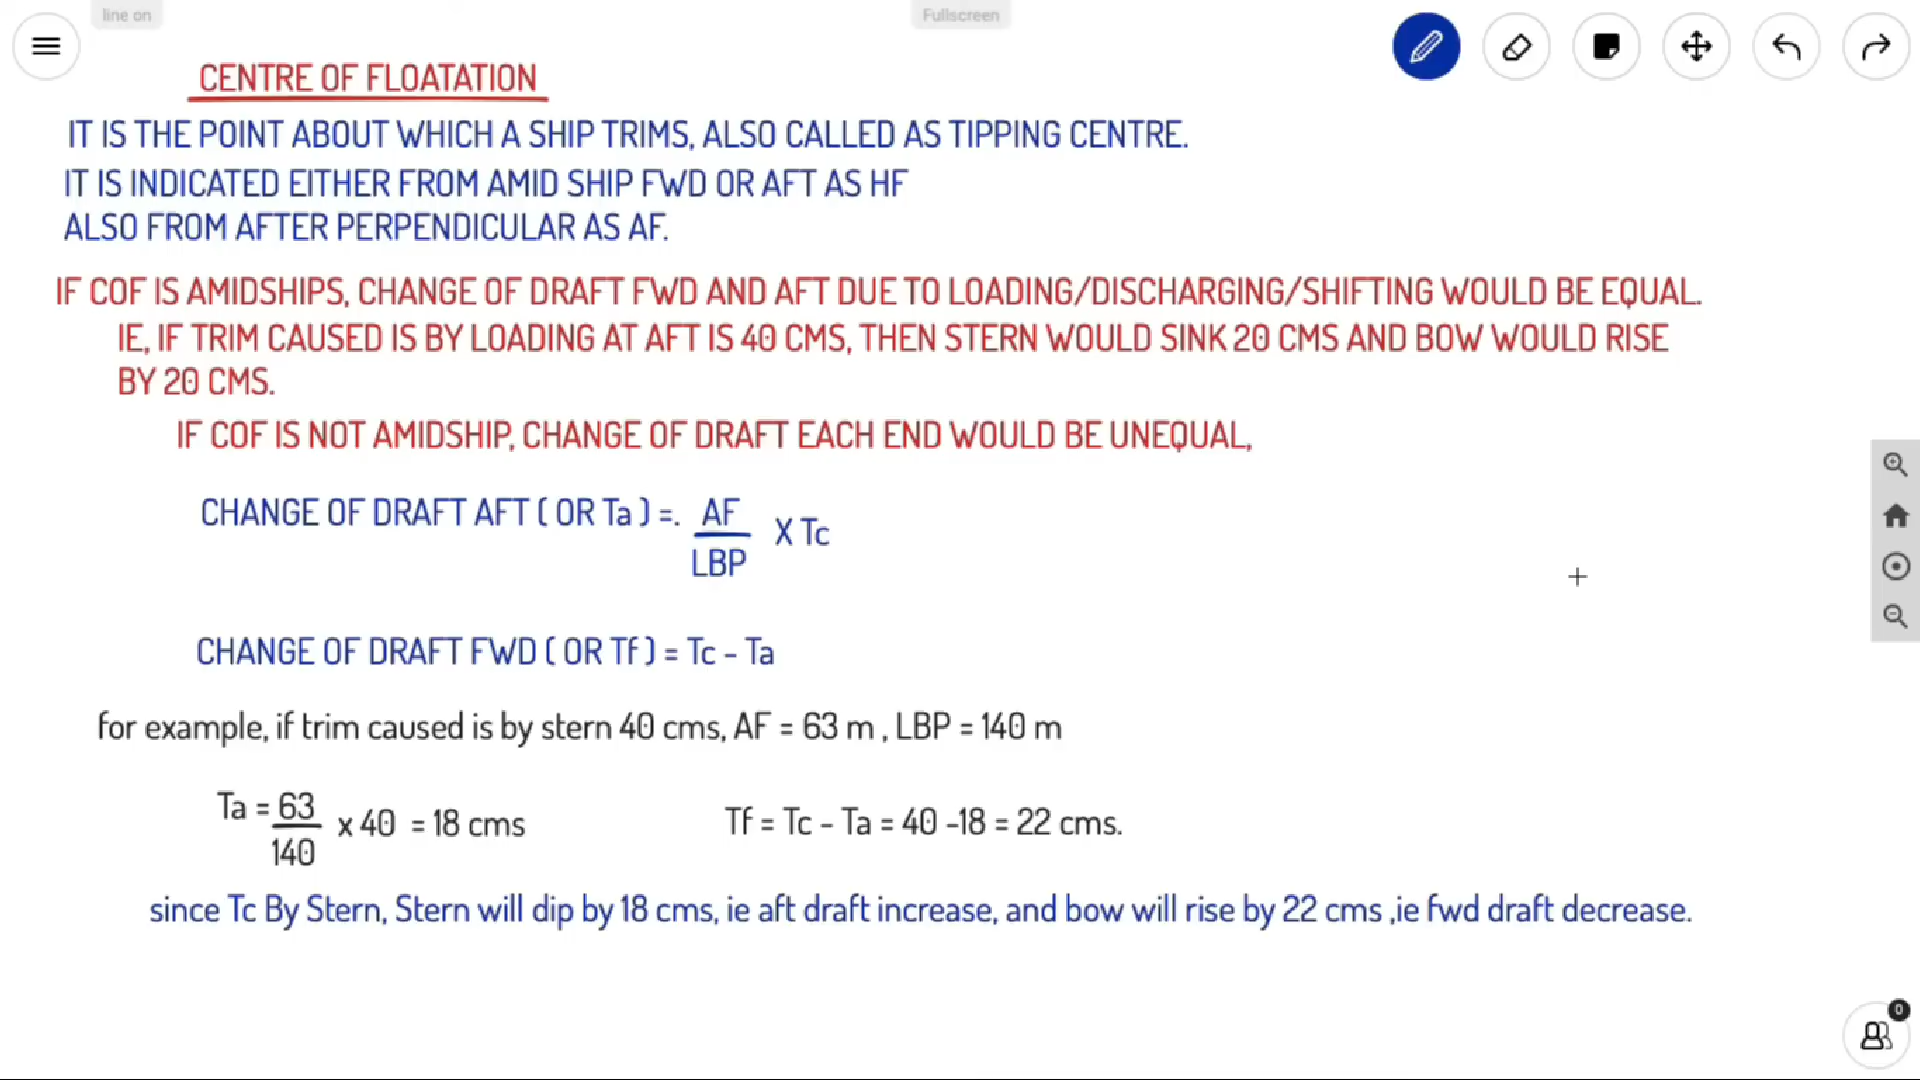 line on
Fullscreen
CENTRE OF FLOATATION
IT IS THE POINT ABOUT WHICH A SHIP TRIMS, ALSO CALLED AS TIPPING CENTRE.
IT IS INDICATED EITHER FROM AMID SHIP FWD OR AFT AS HF
ALSO FROM AFTER PERPENDICULAR AS AF.
IF COF IS AMIDSHIPS, CHANGE OF DRAFT FWD AND AFT DUE TO LOADING/DISCHARGING/SHIFTING WOULD BE EQUAL.
IE, IF TRIM CAUSED IS BY LOADING AT AFT IS 40 CMS, THEN STERN WOULD SINK 20 CMS AND BOW WOULD RISE
BY 20 CMS.
IF COF IS NOT AMIDSHIP, CHANGE OF DRAFT EACH END WOULD BE UNEQUAL,
CHANGE OF DRAFT AFT ( OR Ta ) =. AF
X Tc
LBP
CHANGE OF DRAFT FWD ( OR Tf ) = Tc - Ta
for example, if trim caused is by stern 40 cms, AF = 63 m , LBP = 140 m
Ta = 63
x 40 = 18 cms
140
Tf = Tc - Ta = 40 -18 = 22 cms.
since Tc By Stern, Stern will dip by 18 cms, ie aft draft increase, and bow will rise by 22 cms ,ie fwd draft decrease.
0